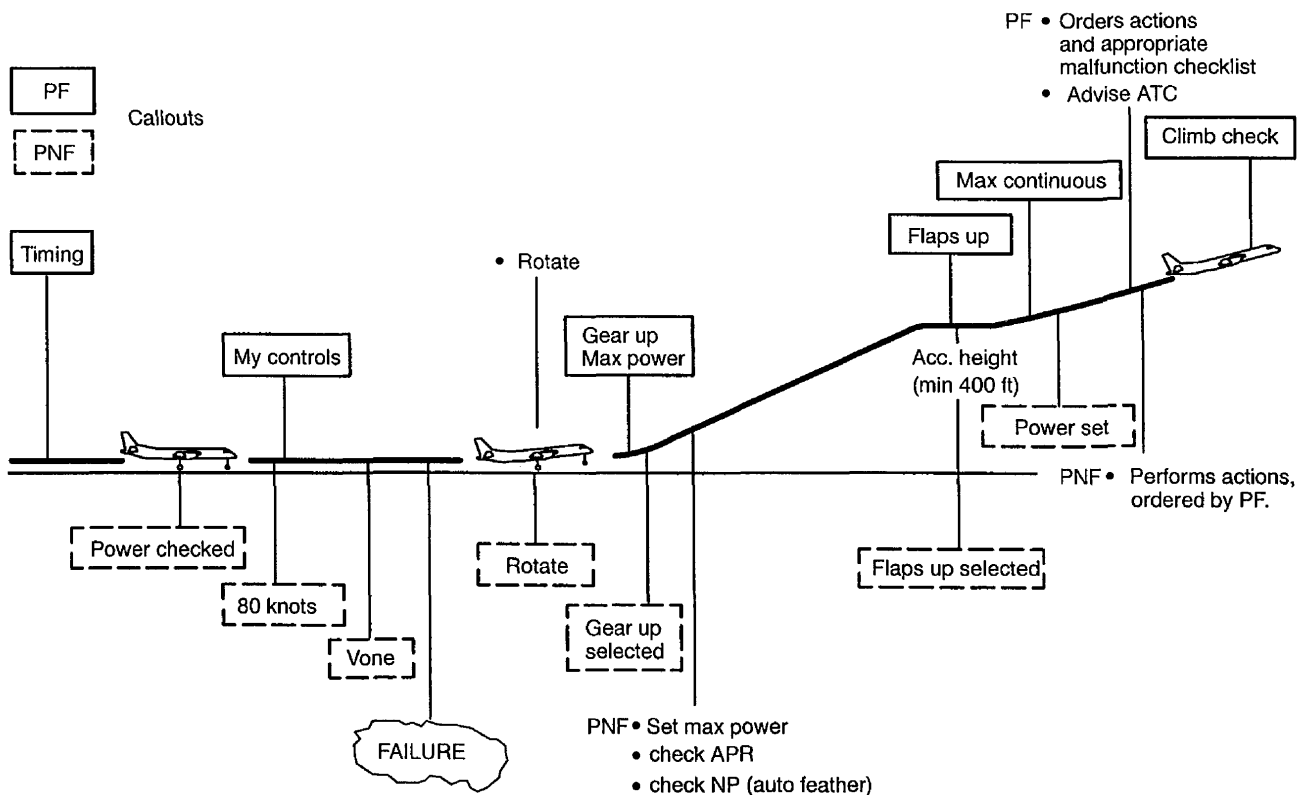 PF • Orders actions
and appropriate
malfunction checklist
• Advise ATC
PF
Callouts
PNF
Climb check
Max continuous
Flaps up
Timing
• Rotate
Gear up
Max power
My controls
Acc. height
(min 400 ft)
Power set
PNF • Performs actions,
ordered by PF.
Power checked
Rotate
Flaps up selected
80 knots
Gear up
selected
Vone
FAILURE
PNF • Set max power
• check APR
• check NP (auto feather)